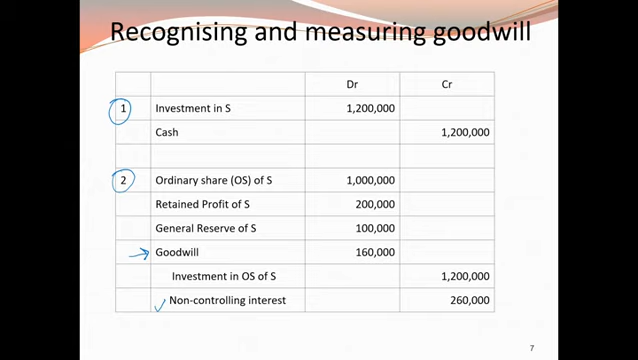 Recognising and measuring goodwill
Dr Cr
1 Investment in S 1,200,000
Cash 1,200,000
2 Ordinary share (OS) of S 1,000,000
Retained Profit of S 200,000
General Reserve of S 100,000
Goodwill 160,000
Investment in OS of S 1,200,000
Non-controlling interest 260,000
7